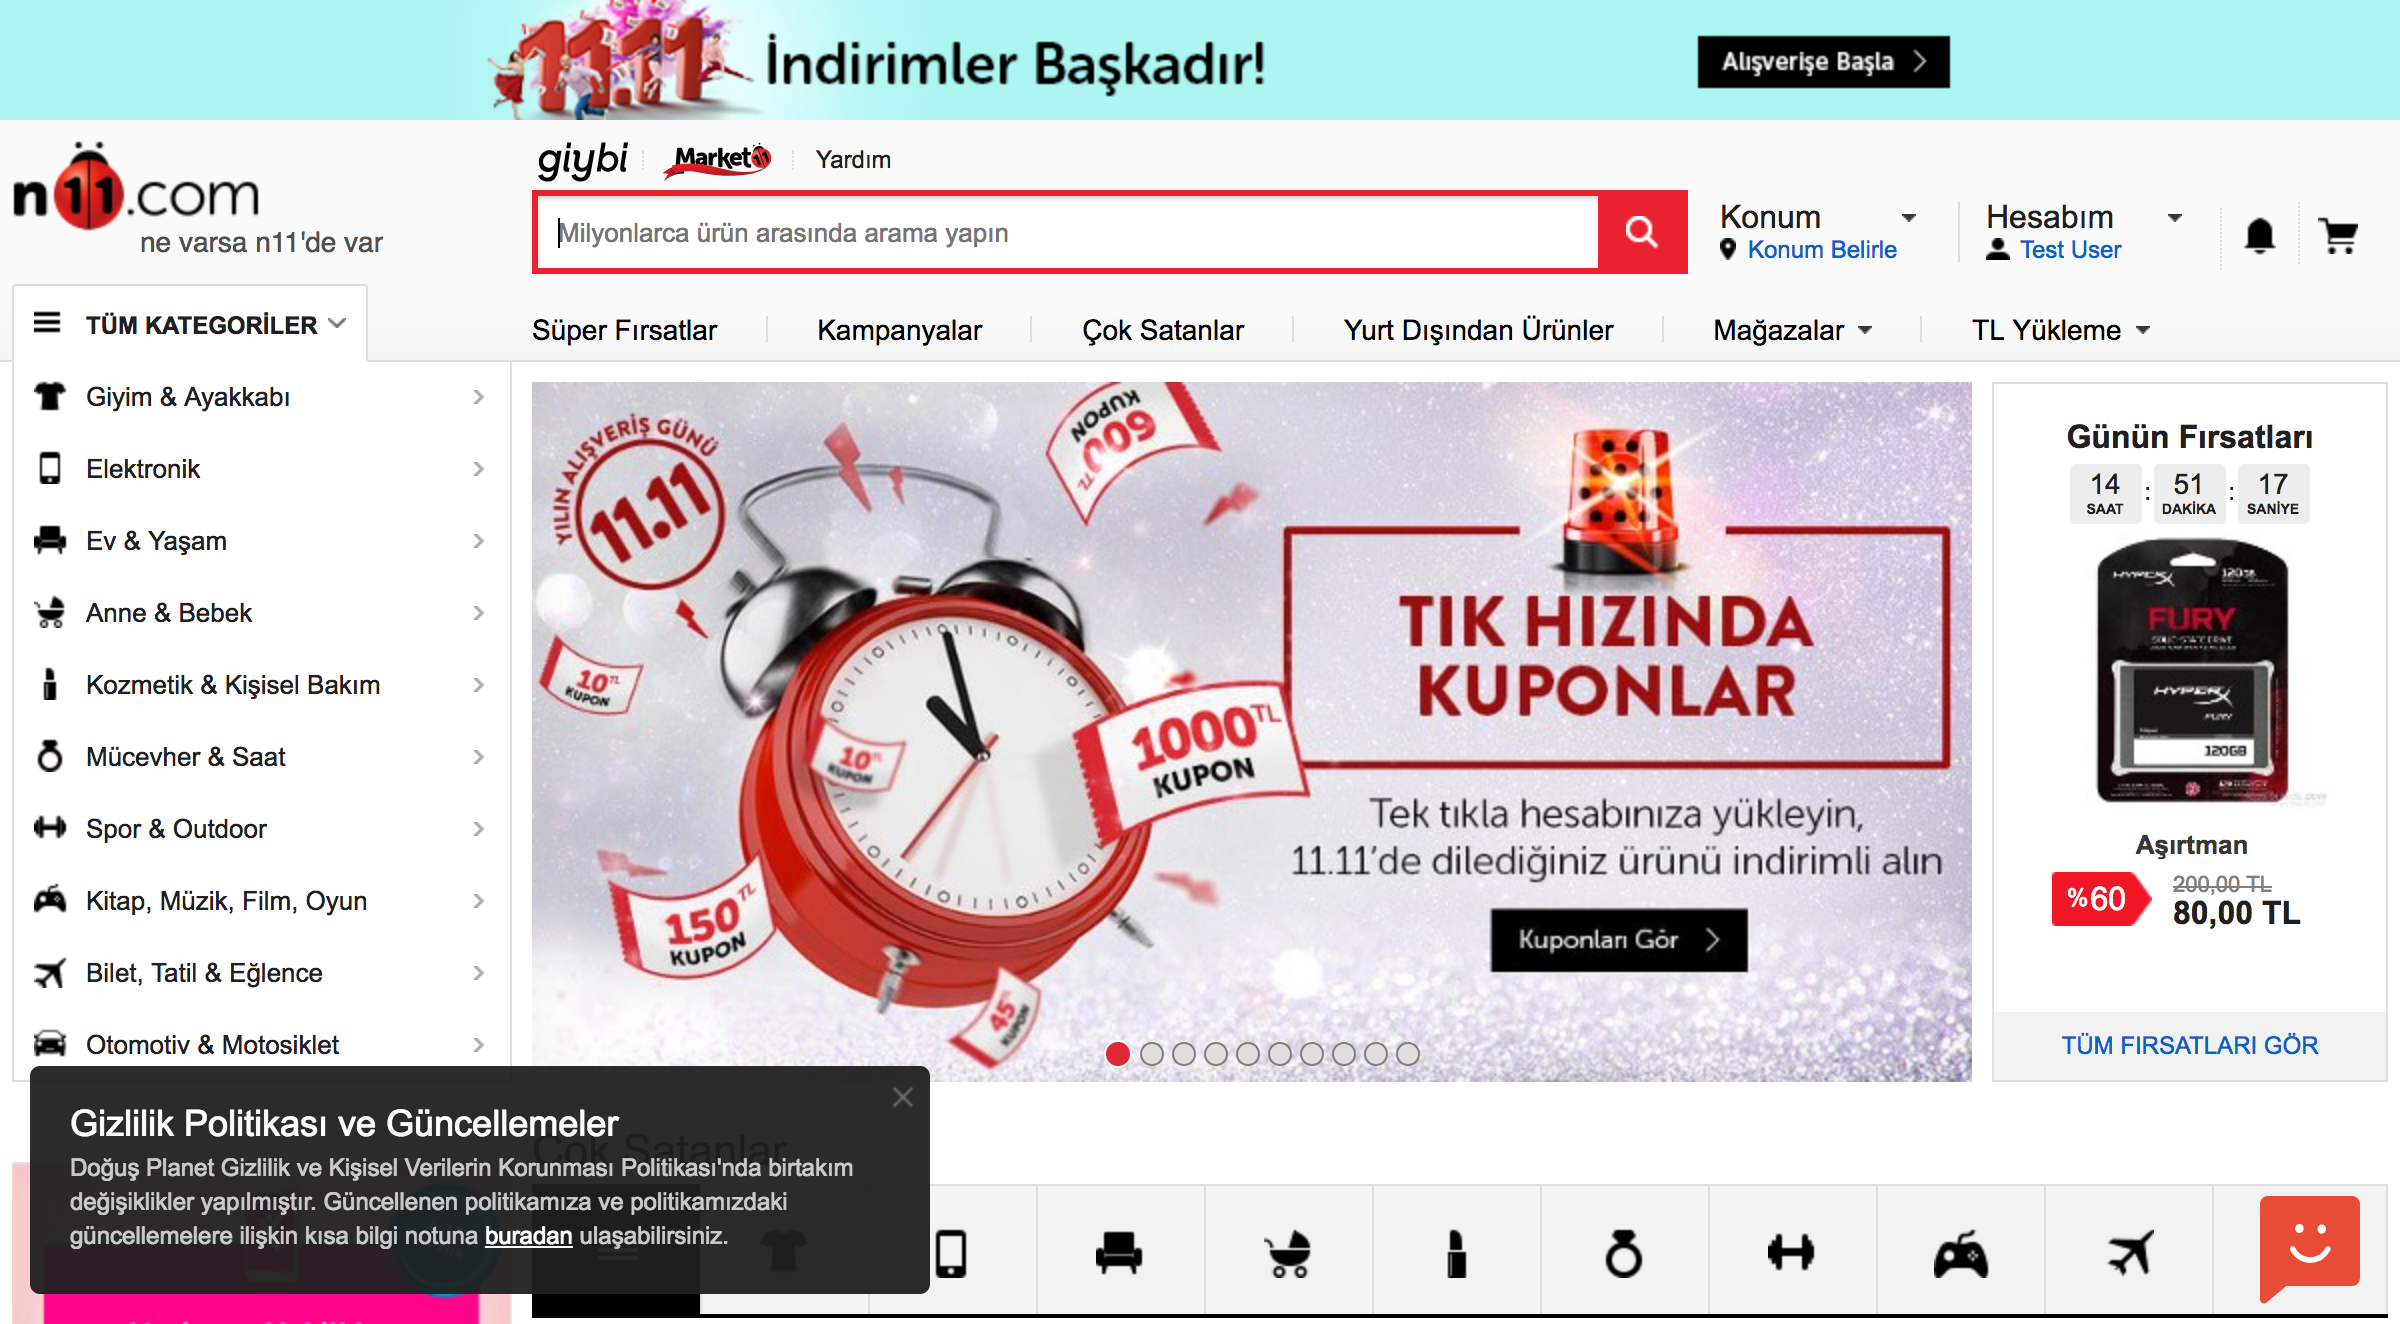 11.11 İndirimler Başkadır!
Alışverişe Başla
n11.com
ne varsa n11'de var
giybi
Market11
Yardım
Milyonlarca ürün arasında arama yapın
Konum
Konum Belirle
Hesabım
Test User
TÜM KATEGORİLER
Süper Fırsatlar
Kampanyalar
Çok Satanlar
Yurt Dışından Ürünler
Mağazalar
TL Yükleme
Giyim & Ayakkabı
Elektronik
Ev & Yaşam
Anne & Bebek
Kozmetik & Kişisel Bakım
Mücevher & Saat
Spor & Outdoor
Kitap, Müzik, Film, Oyun
Bilet, Tatil & Eğlence
Otomotiv & Motosiklet
YILIN ALIŞVERİŞ GÜNÜ
11.11
600 TL
KUPON
10 TL
KUPON
10 TL
KUPON
1000 TL
KUPON
150 TL
KUPON
45 TL
KUPON
TIK HIZINDA
KUPONLAR
Tek tıkla hesabınıza yükleyin,
11.11'de dilediğiniz ürünü indirimli alın
Kuponları Gör
Günün Fırsatları
14 : 51 : 17
SAAT DAKİKA SANİYE
HYPERX
120GB
FURY
SOLID STATE DRIVE
HYPERX
FURY
120GB
Aşırtman
%60
200,00 TL
80,00 TL
TÜM FIRSATLARI GÖR
Gizlilik Politikası ve Güncellemeler
Doğuş Planet Gizlilik ve Kişisel Verilerin Korunması Politikası'nda birtakım
değişiklikler yapılmıştır. Güncellenen politikamıza ve politikamızdaki
güncellemelere ilişkin kısa bilgi notuna buradan ulaşabilirsiniz.
Çok Satanlar